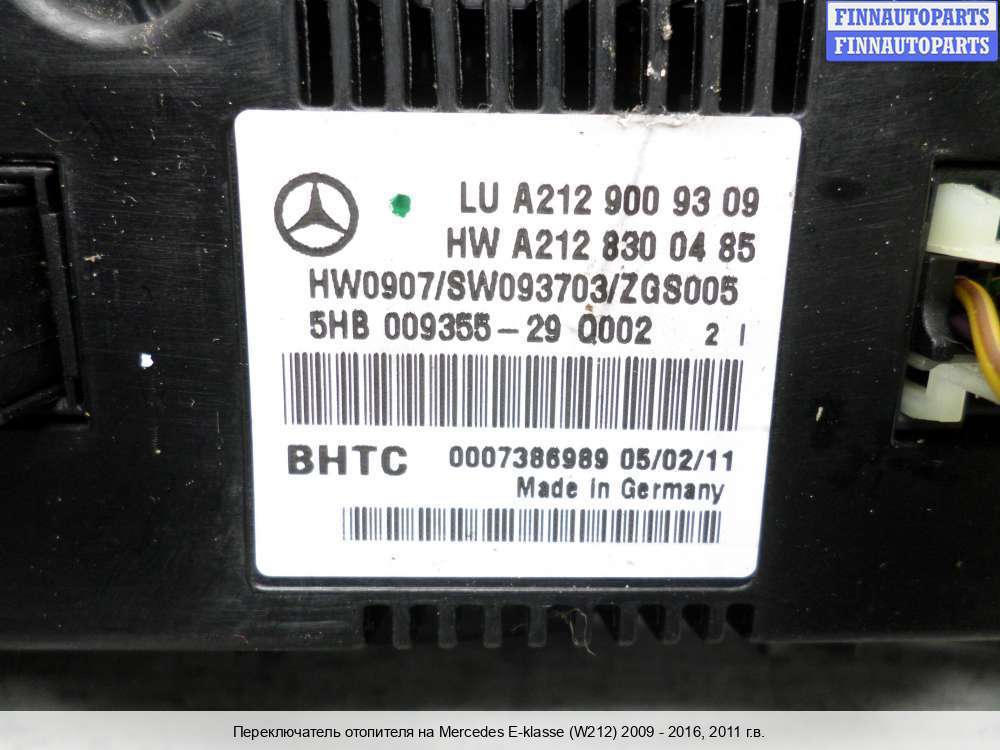 FINNAUTOPARTS
FINNAUTOPARTS
LU A212 900 93 09
HW A212 830 04 85
HW0907/SW093703/ZGS005
5HB 009355-29 Q002 2 I
BHTC 0007386989 05/02/11
Made in Germany
Переключатель отопителя на Mercedes E-klasse (W212) 2009 - 2016, 2011 г.в.